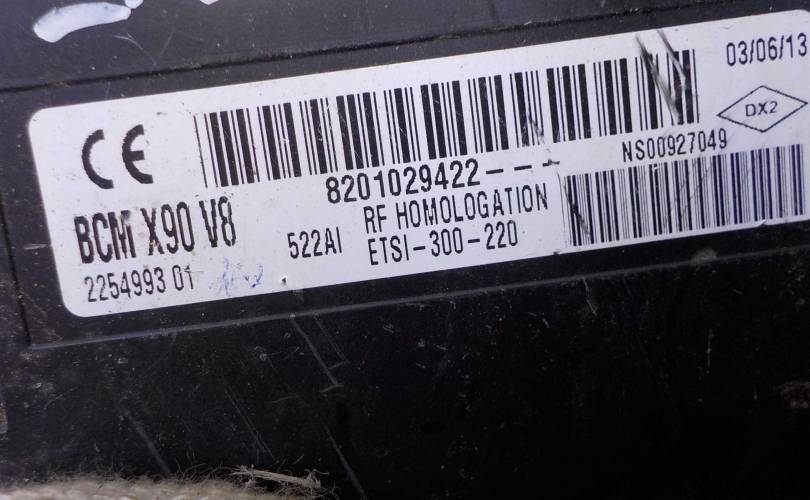 03/06/13
CE
DX2
8201029422---
NS00927049
BCM X90 V8
522AI
RF HOMOLOGATION
ETSI-300-220
2254993 01